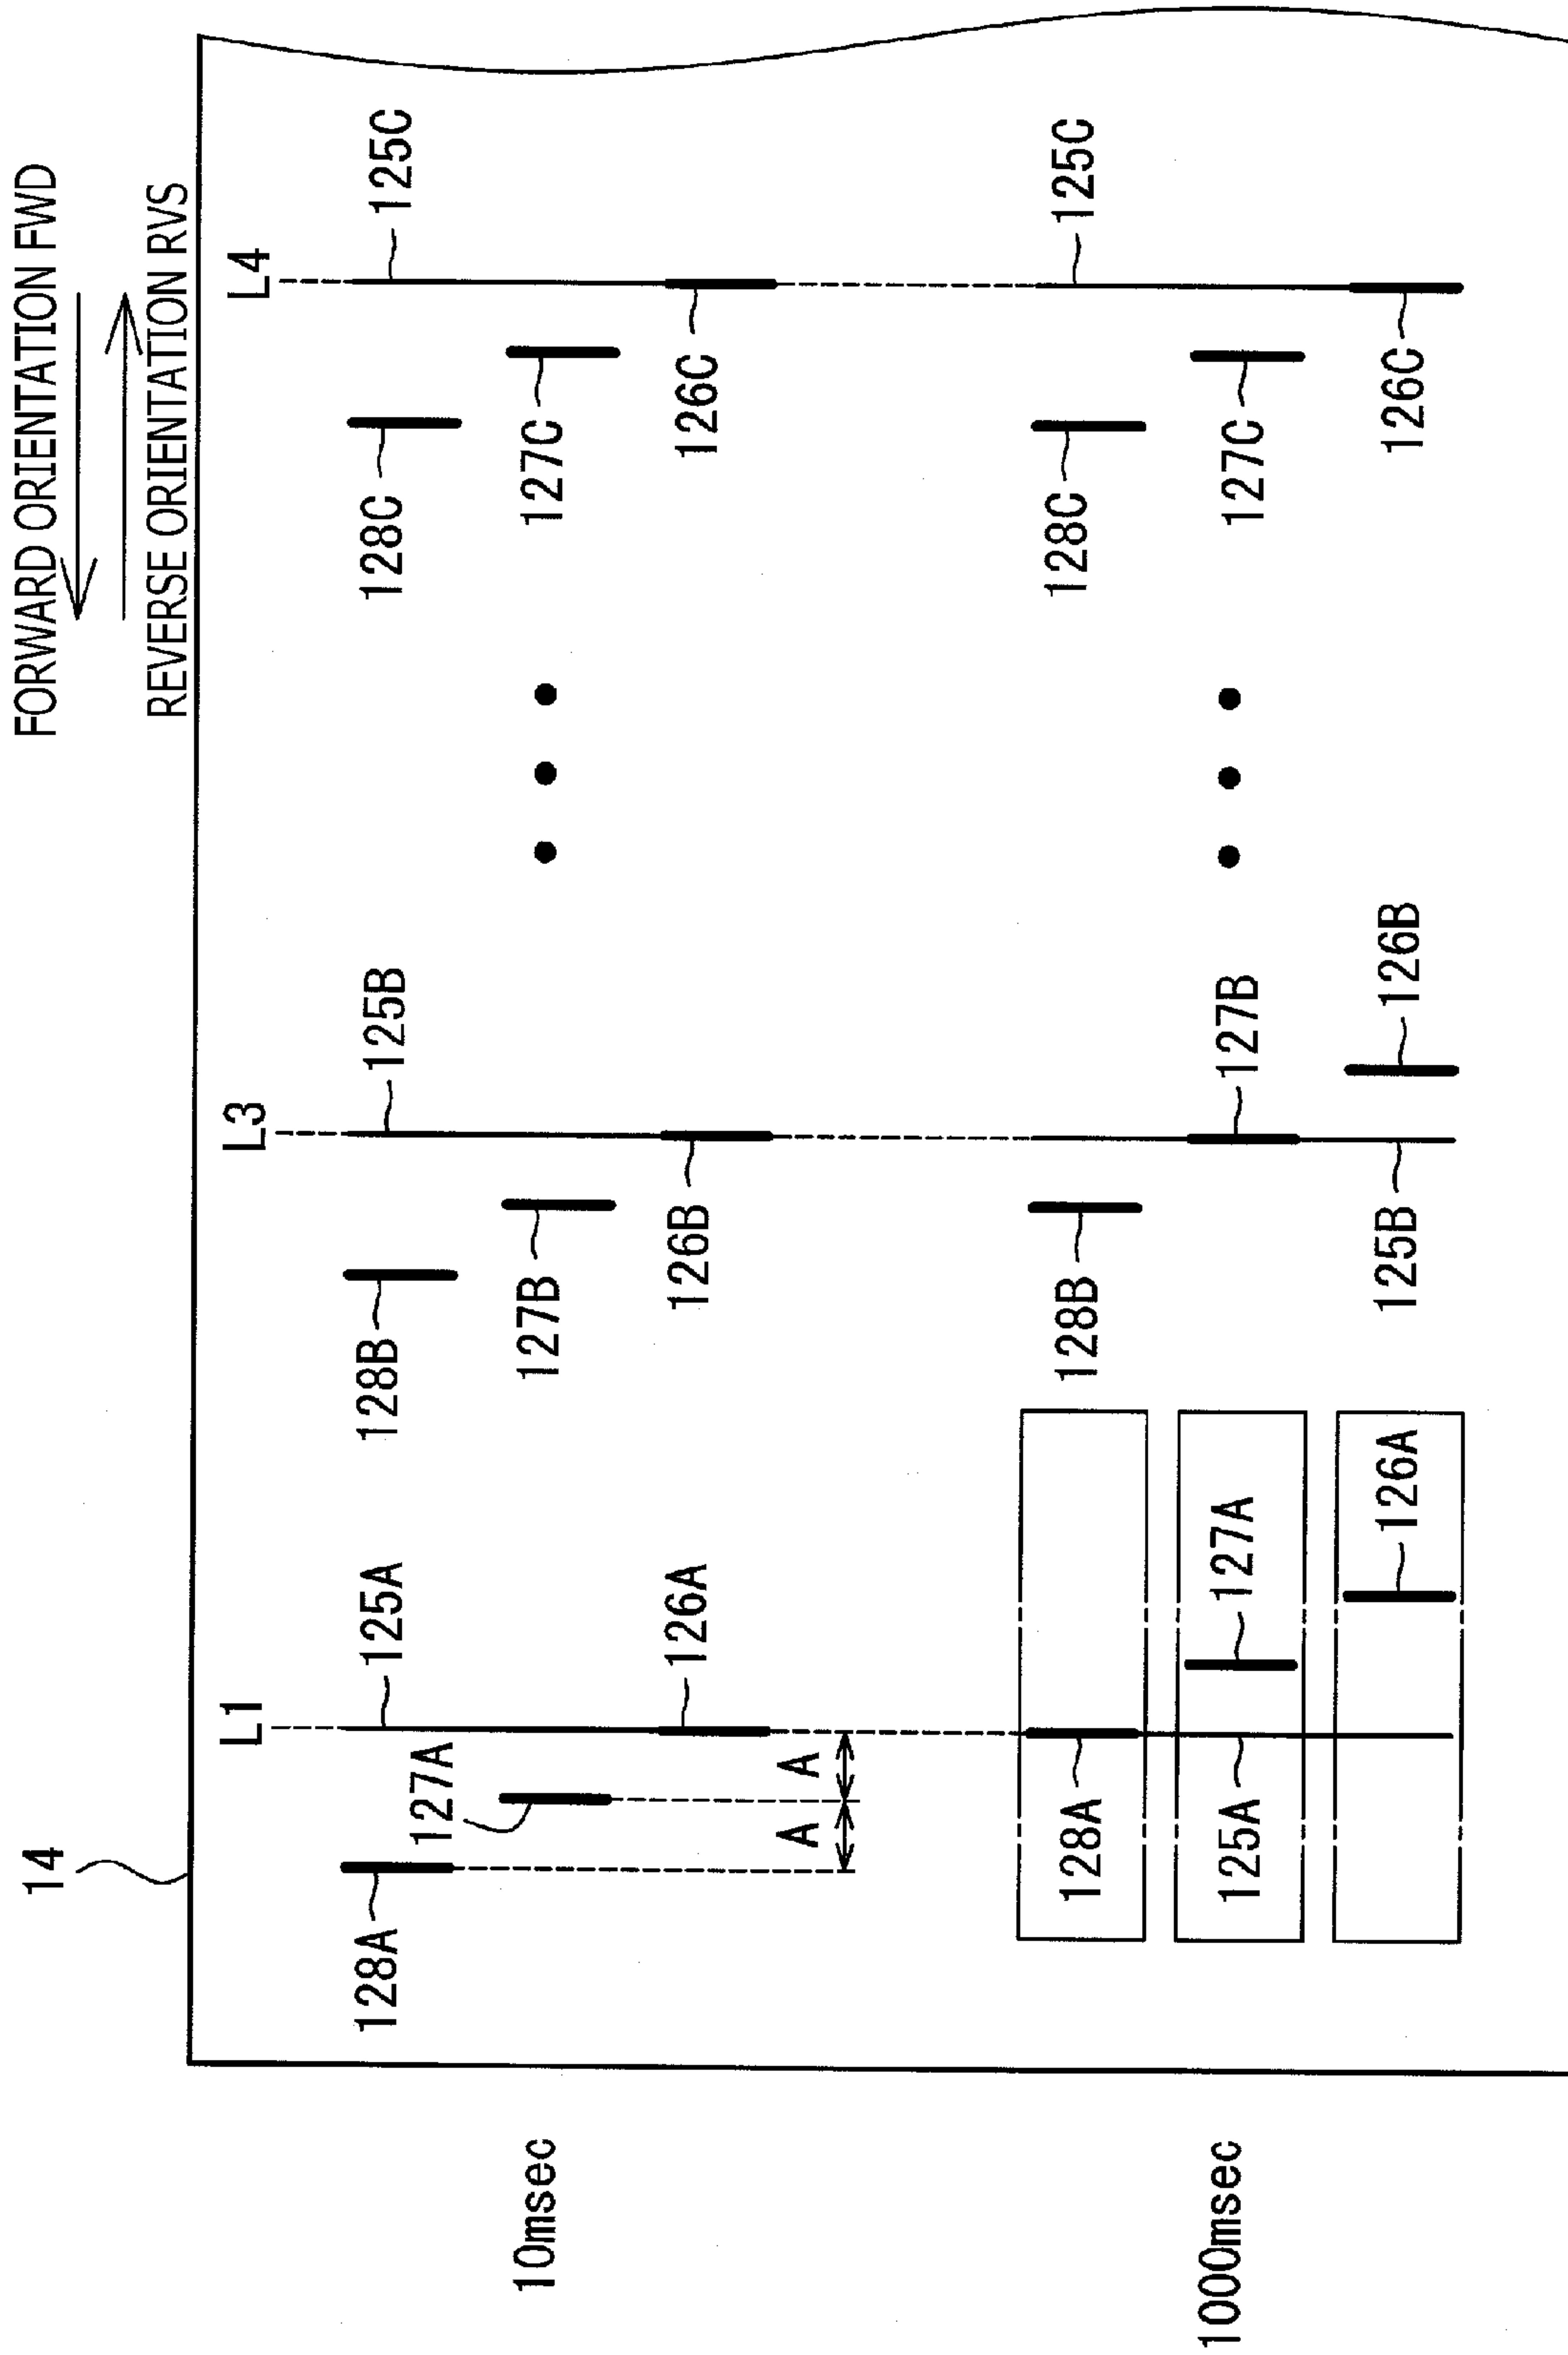 14 FORWARD ORIENTATION FWD
REVERSE ORIENTATION RVS
L1 L3 L4
128A 125A 128B 125B 128C 125C
127A
10msec 127B 127C
126A 126B 126C
A A
128A 128B 128C 125C
1000msec 125A 127A 127B 127C
126A 125B 126B 126C